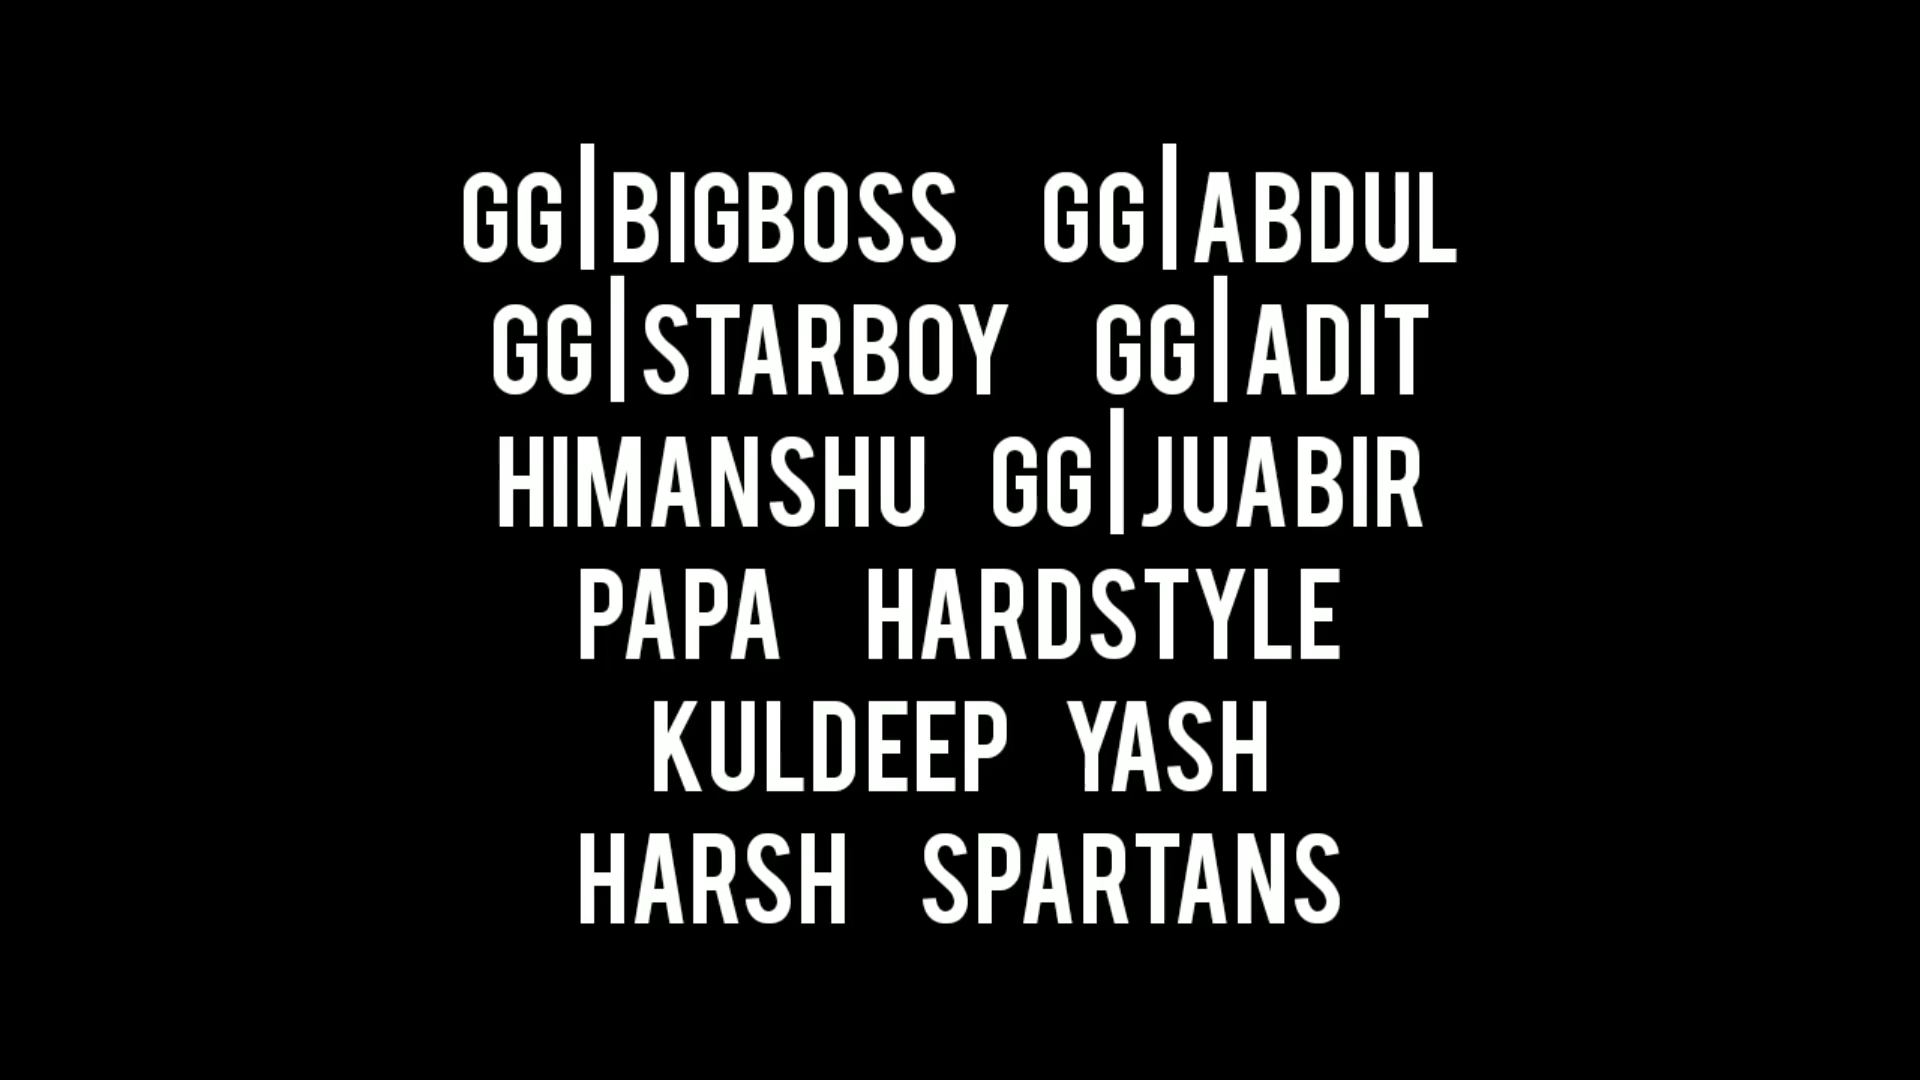 GG|BIGBOSS GG|ABDUL
GG|STARBOY GG|ADIT
HIMANSHU GG|JUABIR
PAPA HARDSTYLE
KULDEEP YASH
HARSH SPARTANS